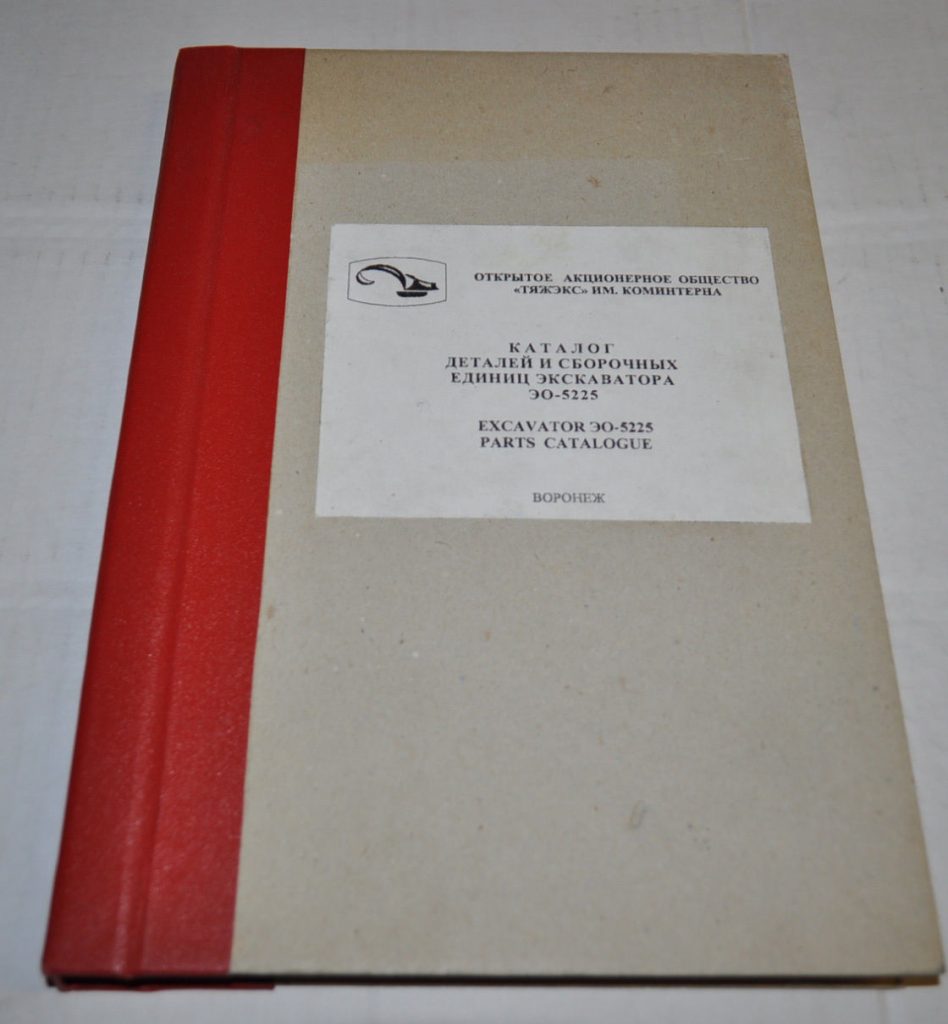 ОТКРЫТОЕ АКЦИОНЕРНОЕ ОБЩЕСТВО
«ТЯЖЭКС» ИМ. КОМИНТЕРНА
КАТАЛОГ
ДЕТАЛЕЙ И СБОРОЧНЫХ
ЕДИНИЦ ЭКСКАВАТОРА
ЭО-5225
EXCAVATOR ЭО-5225
PARTS CATALOGUE
ВОРОНЕЖ